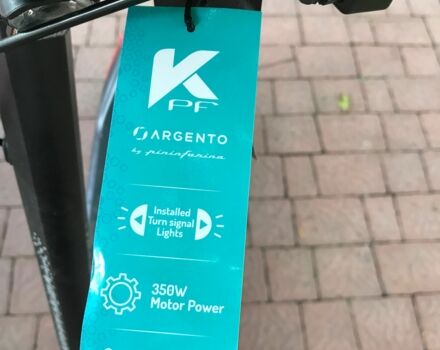 K
PF
ARGENTO
by pininfarina
Installed
Turn signal
Lights
350W
Motor Power